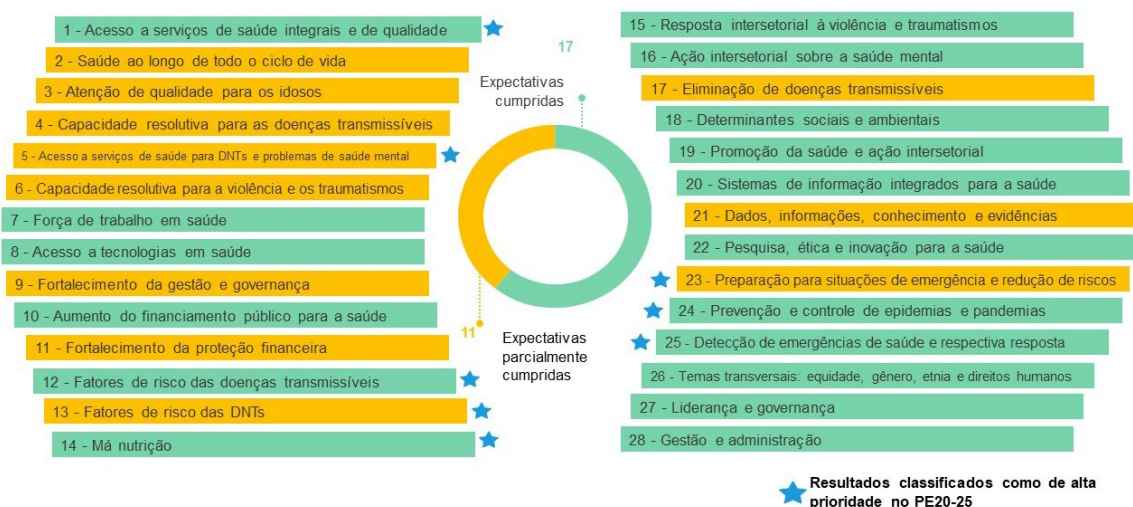 1 - Acesso a serviços de saúde integrais e de qualidade
2 - Saúde ao longo de todo o ciclo de vida
3 - Atenção de qualidade para os idosos
4 - Capacidade resolutiva para as doenças transmissíveis
5 - Acesso a serviços de saúde para DNTs e problemas de saúde mental
6 - Capacidade resolutiva para a violência e os traumatismos
7 - Força de trabalho em saúde
8 - Acesso a tecnologias em saúde
9 - Fortalecimento da gestão e governança
10 - Aumento do financiamento público para a saúde
11 - Fortalecimento da proteção financeira
12 - Fatores de risco das doenças transmissíveis
13 - Fatores de risco das DNTs
14 - Má nutrição
17
Expectativas
cumpridas
11
Expectativas
parcialmente
cumpridas
15 - Resposta intersetorial à violência e traumatismos
16 - Ação intersetorial sobre a saúde mental
17 - Eliminação de doenças transmissíveis
18 - Determinantes sociais e ambientais
19 - Promoção da saúde e ação intersetorial
20 - Sistemas de informação integrados para a saúde
21 - Dados, informações, conhecimento e evidências
22 - Pesquisa, ética e inovação para a saúde
23 - Preparação para situações de emergência e redução de riscos
24 - Prevenção e controle de epidemias e pandemias
25 - Detecção de emergências de saúde e respectiva resposta
26 - Temas transversais: equidade, gênero, etnia e direitos humanos
27 - Liderança e governança
28 - Gestão e administração
Resultados classificados como de alta
prioridade no PE20-25